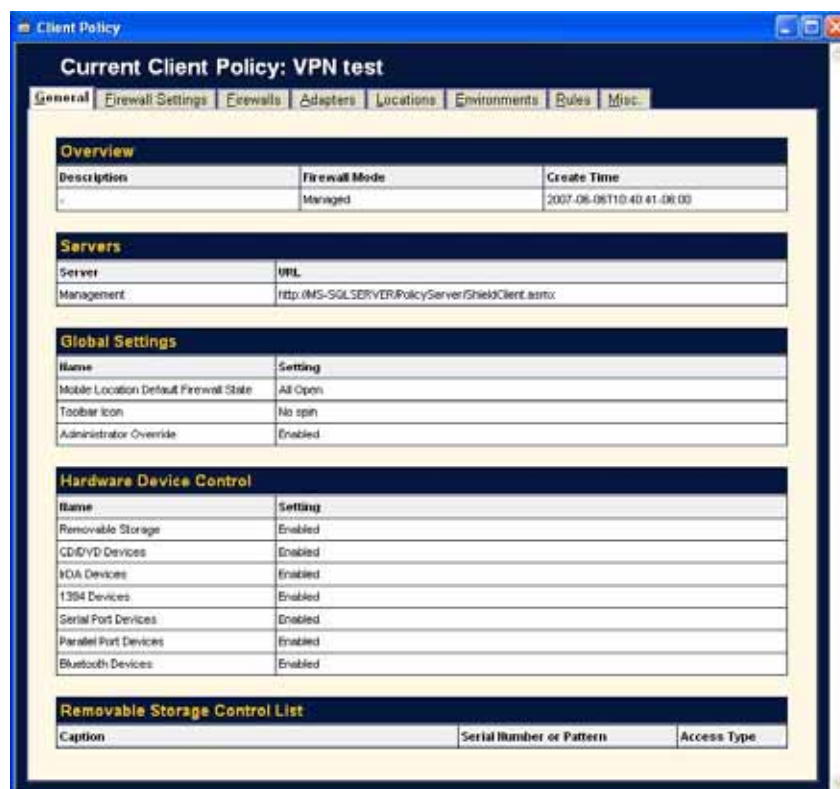 Client Policy
Current Client Policy: VPN test
General Firewall Settings Firewalls Adapters Locations Environments Rules Misc.
Overview
Description Firewall Mode Create Time
- Managed 2007-06-06T10:40:41-06:00
Servers
Server URL
Management http://MS-SQLSERVER/PolicyServer/ShieldClient.asmx
Global Settings
Name Setting
Mobile Location Default Firewall State All Open
Toolbar Icon No spin
Administrator Override Enabled
Hardware Device Control
Name Setting
Removable Storage Enabled
CD/DVD Devices Enabled
IrDA Devices Enabled
1394 Devices Enabled
Serial Port Devices Enabled
Parallel Port Devices Enabled
Bluetooth Devices Enabled
Removable Storage Control List
Caption Serial Number or Pattern Access Type